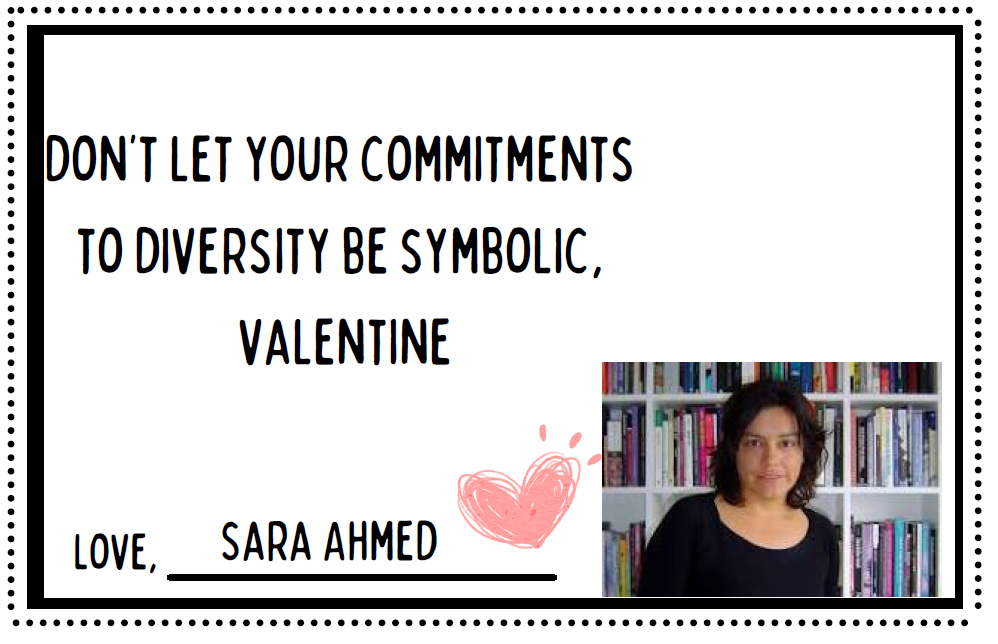 DON'T LET YOUR COMMITMENTS
TO DIVERSITY BE SYMBOLIC,
VALENTINE
LOVE, SARA AHMED